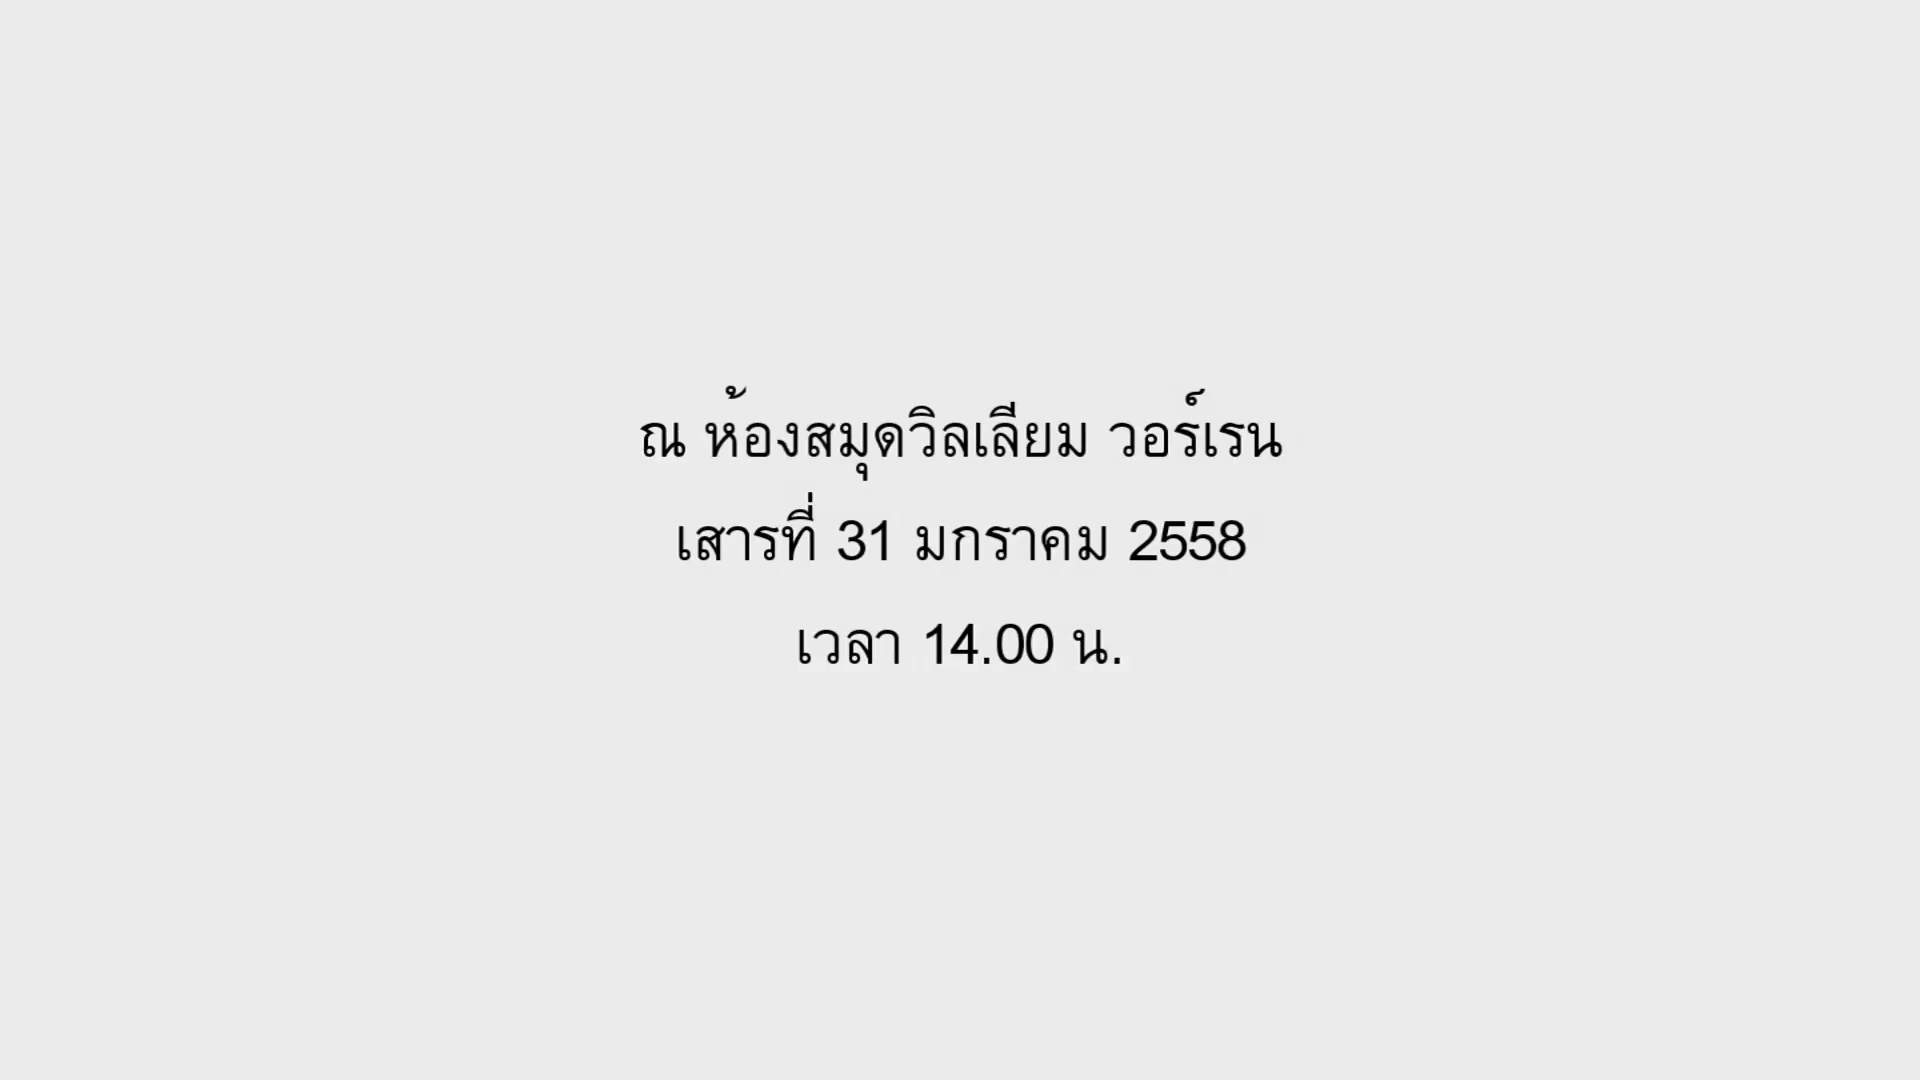 ณ ห้องสมุดวิลเลียม วอร์เรน
เสารที่ 31 มกราคม 2558
เวลา 14.00 น.